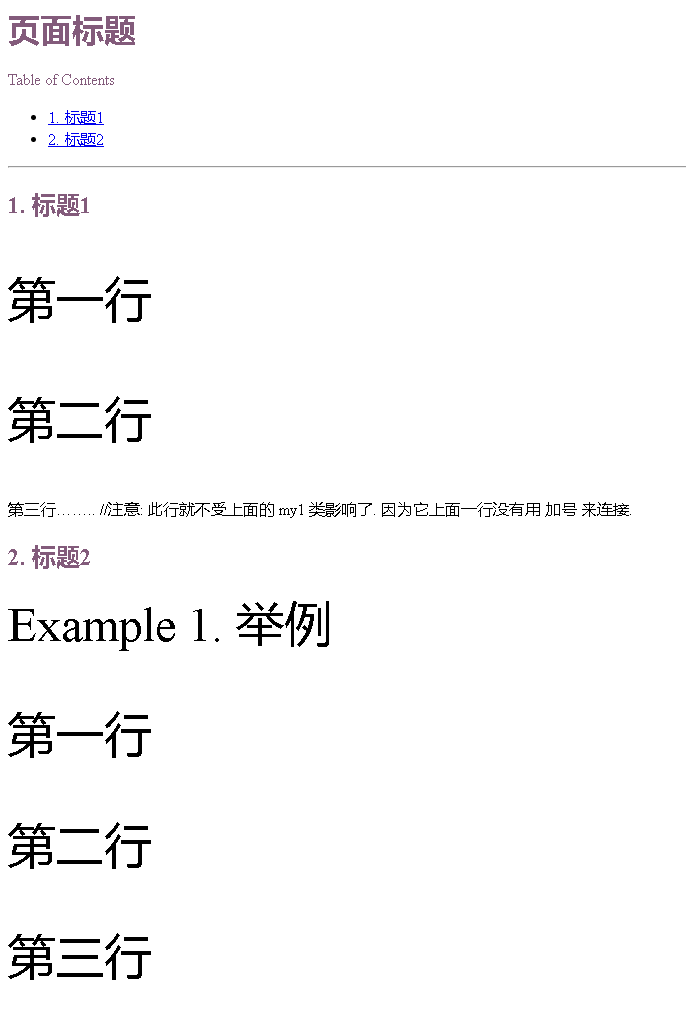 页面标题
Table of Contents
1. 标题1
2. 标题2
1. 标题1
第一行
第二行
第三行…….. //注意: 此行就不受上面的 my1 类影响了. 因为它上面一行没有用 加号 来连接.
2. 标题2
Example 1. 举例
第一行
第二行
第三行